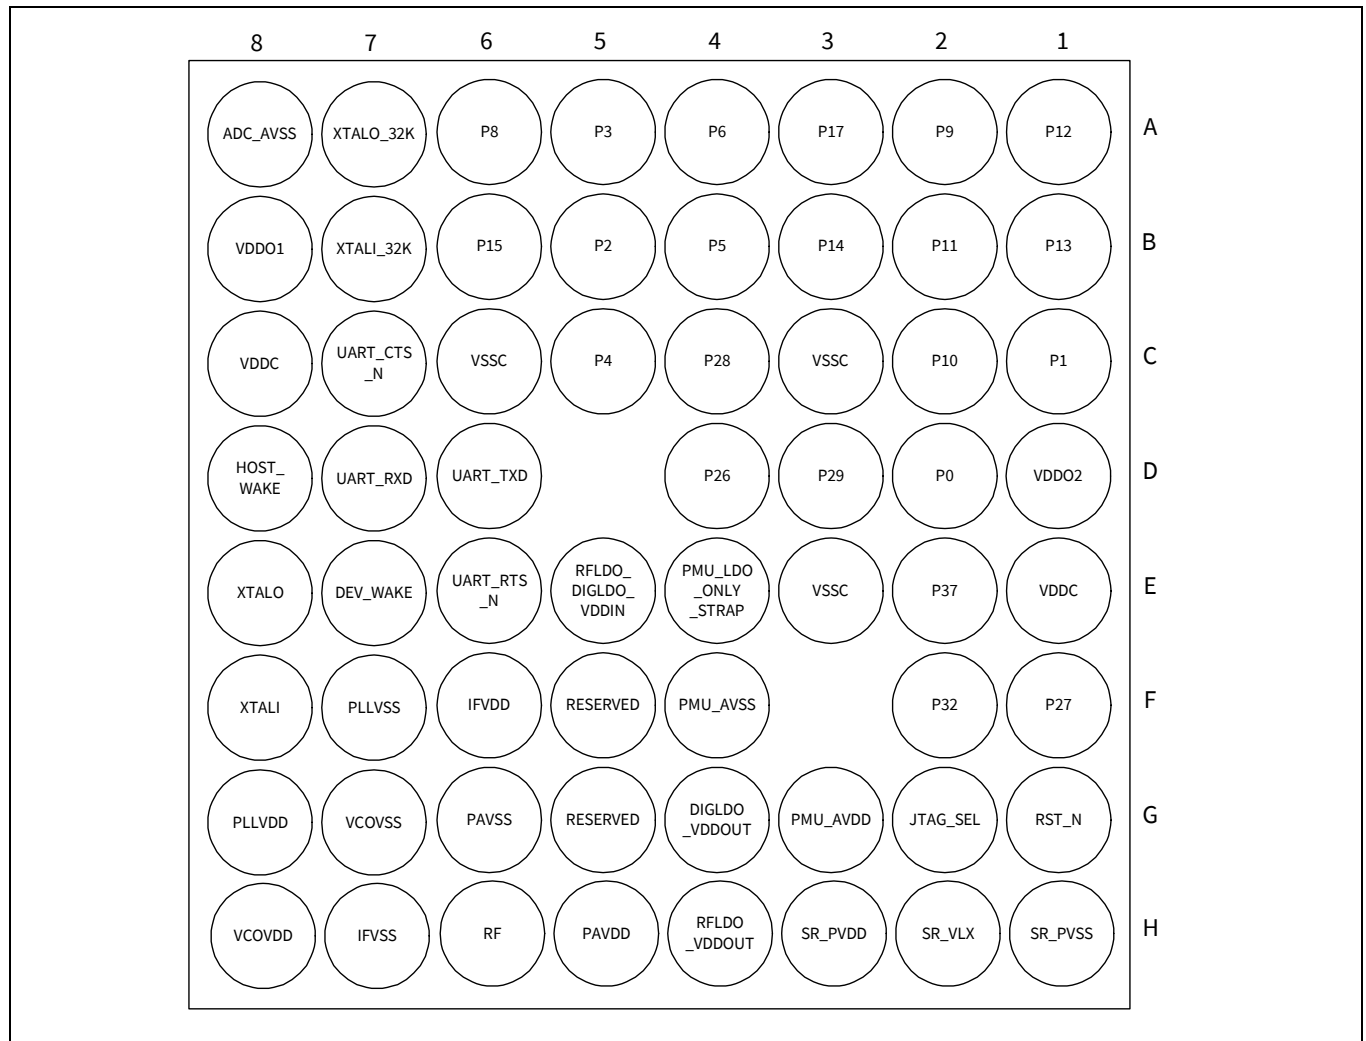 8 7 6 5 4 3 2 1
ADC_AVSS XTALO_32K P8 P3 P6 P17 P9 P12 A
VDDO1 XTALI_32K P15 P2 P5 P14 P11 P13 B
VDDC UART_CTS
_N VSSC P4 P28 VSSC P10 P1 C
HOST_
WAKE UART_RXD UART_TXD P26 P29 P0 VDDO2 D
XTALO DEV_WAKE UART_RTS
_N RFLDO_
DIGLDO_
VDDIN PMU_LDO
_ONLY
_STRAP VSSC P37 VDDC E
XTALI PLLVSS IFVDD RESERVED PMU_AVSS P32 P27 F
PLLVDD VCOVSS PAVSS RESERVED DIGLDO
_VDDOUT PMU_AVDD JTAG_SEL RST_N G
VCOVDD IFVSS RF PAVDD RFLDO
_VDDOUT SR_PVDD SR_VLX SR_PVSS H